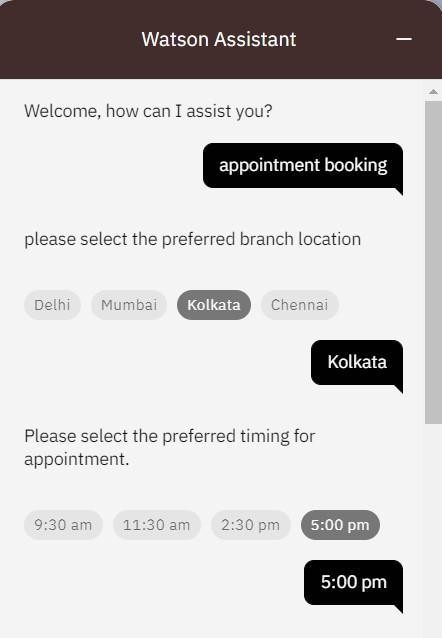 Watson Assistant
Welcome, how can I assist you?
appointment booking
please select the preferred branch location
Delhi Mumbai Kolkata Chennai
Kolkata
Please select the preferred timing for
appointment.
9:30 am 11:30 am 2:30 pm 5:00 pm
5:00 pm